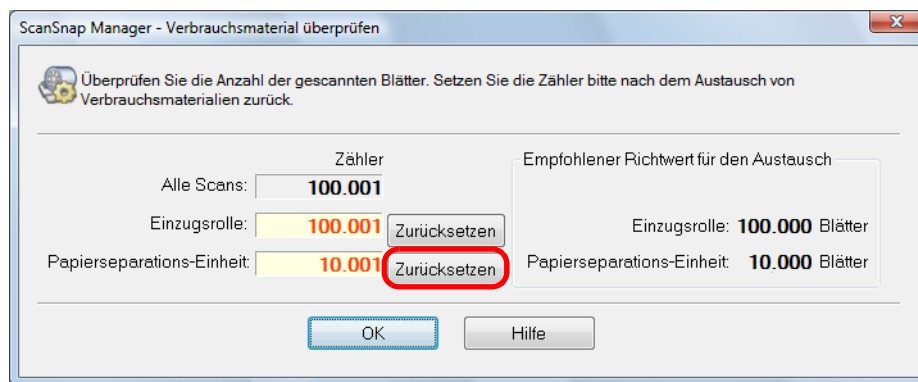 ScanSnap Manager - Verbrauchsmaterial überprüfen
Überprüfen Sie die Anzahl der gescannten Blätter. Setzen Sie die Zähler bitte nach dem Austausch von
Verbrauchsmaterialien zurück.
Zähler
Alle Scans: 100.001
Einzugsrolle: 100.001 Zurücksetzen
Papierseparations-Einheit: 10.001 Zurücksetzen
Empfohlener Richtwert für den Austausch
Einzugsrolle: 100.000 Blätter
Papierseparations-Einheit: 10.000 Blätter
OK
Hilfe